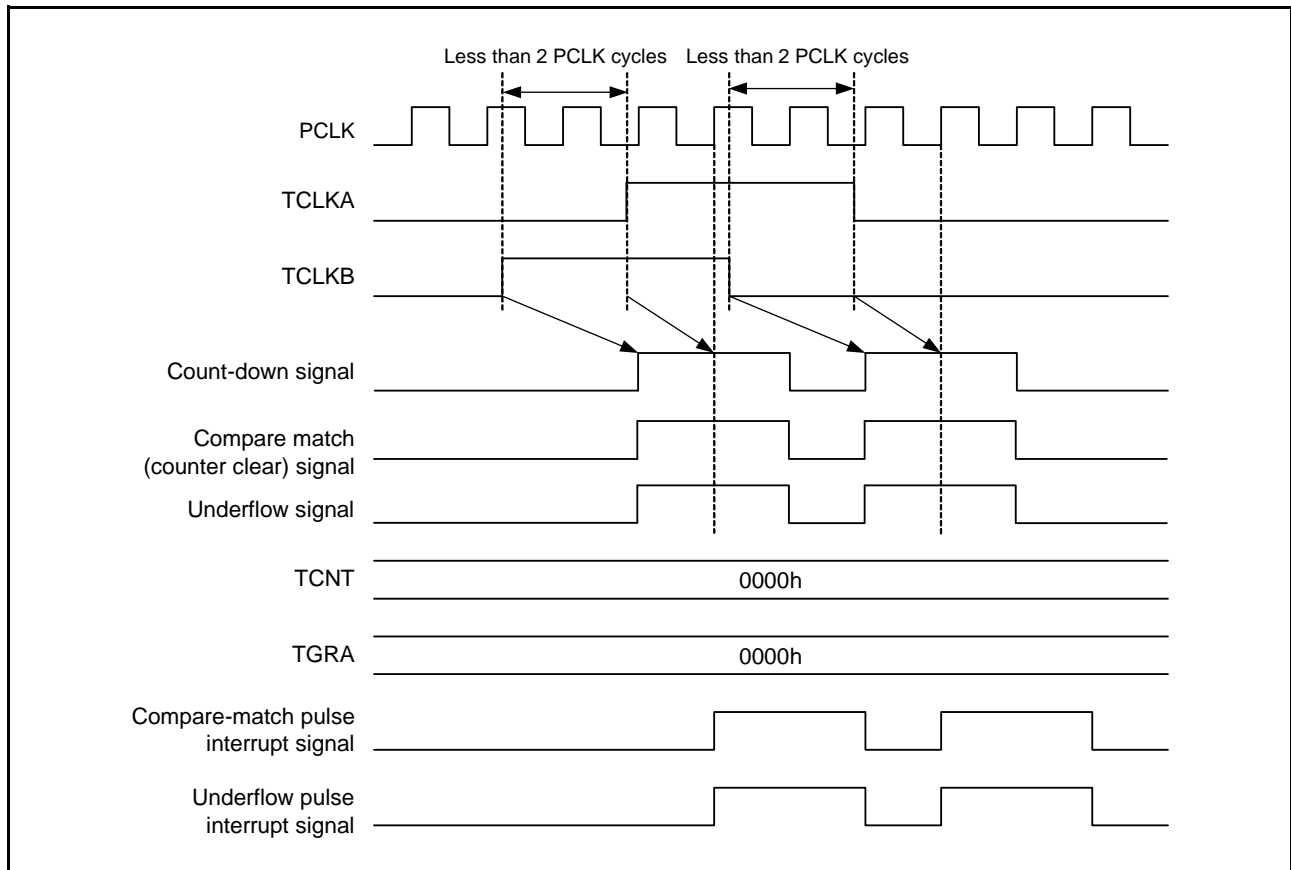 Less than 2 PCLK cycles Less than 2 PCLK cycles
PCLK
TCLKA
TCLKB
Count-down signal
Compare match
(counter clear) signal
Underflow signal
TCNT 0000h
TGRA 0000h
Compare-match pulse
interrupt signal
Underflow pulse
interrupt signal